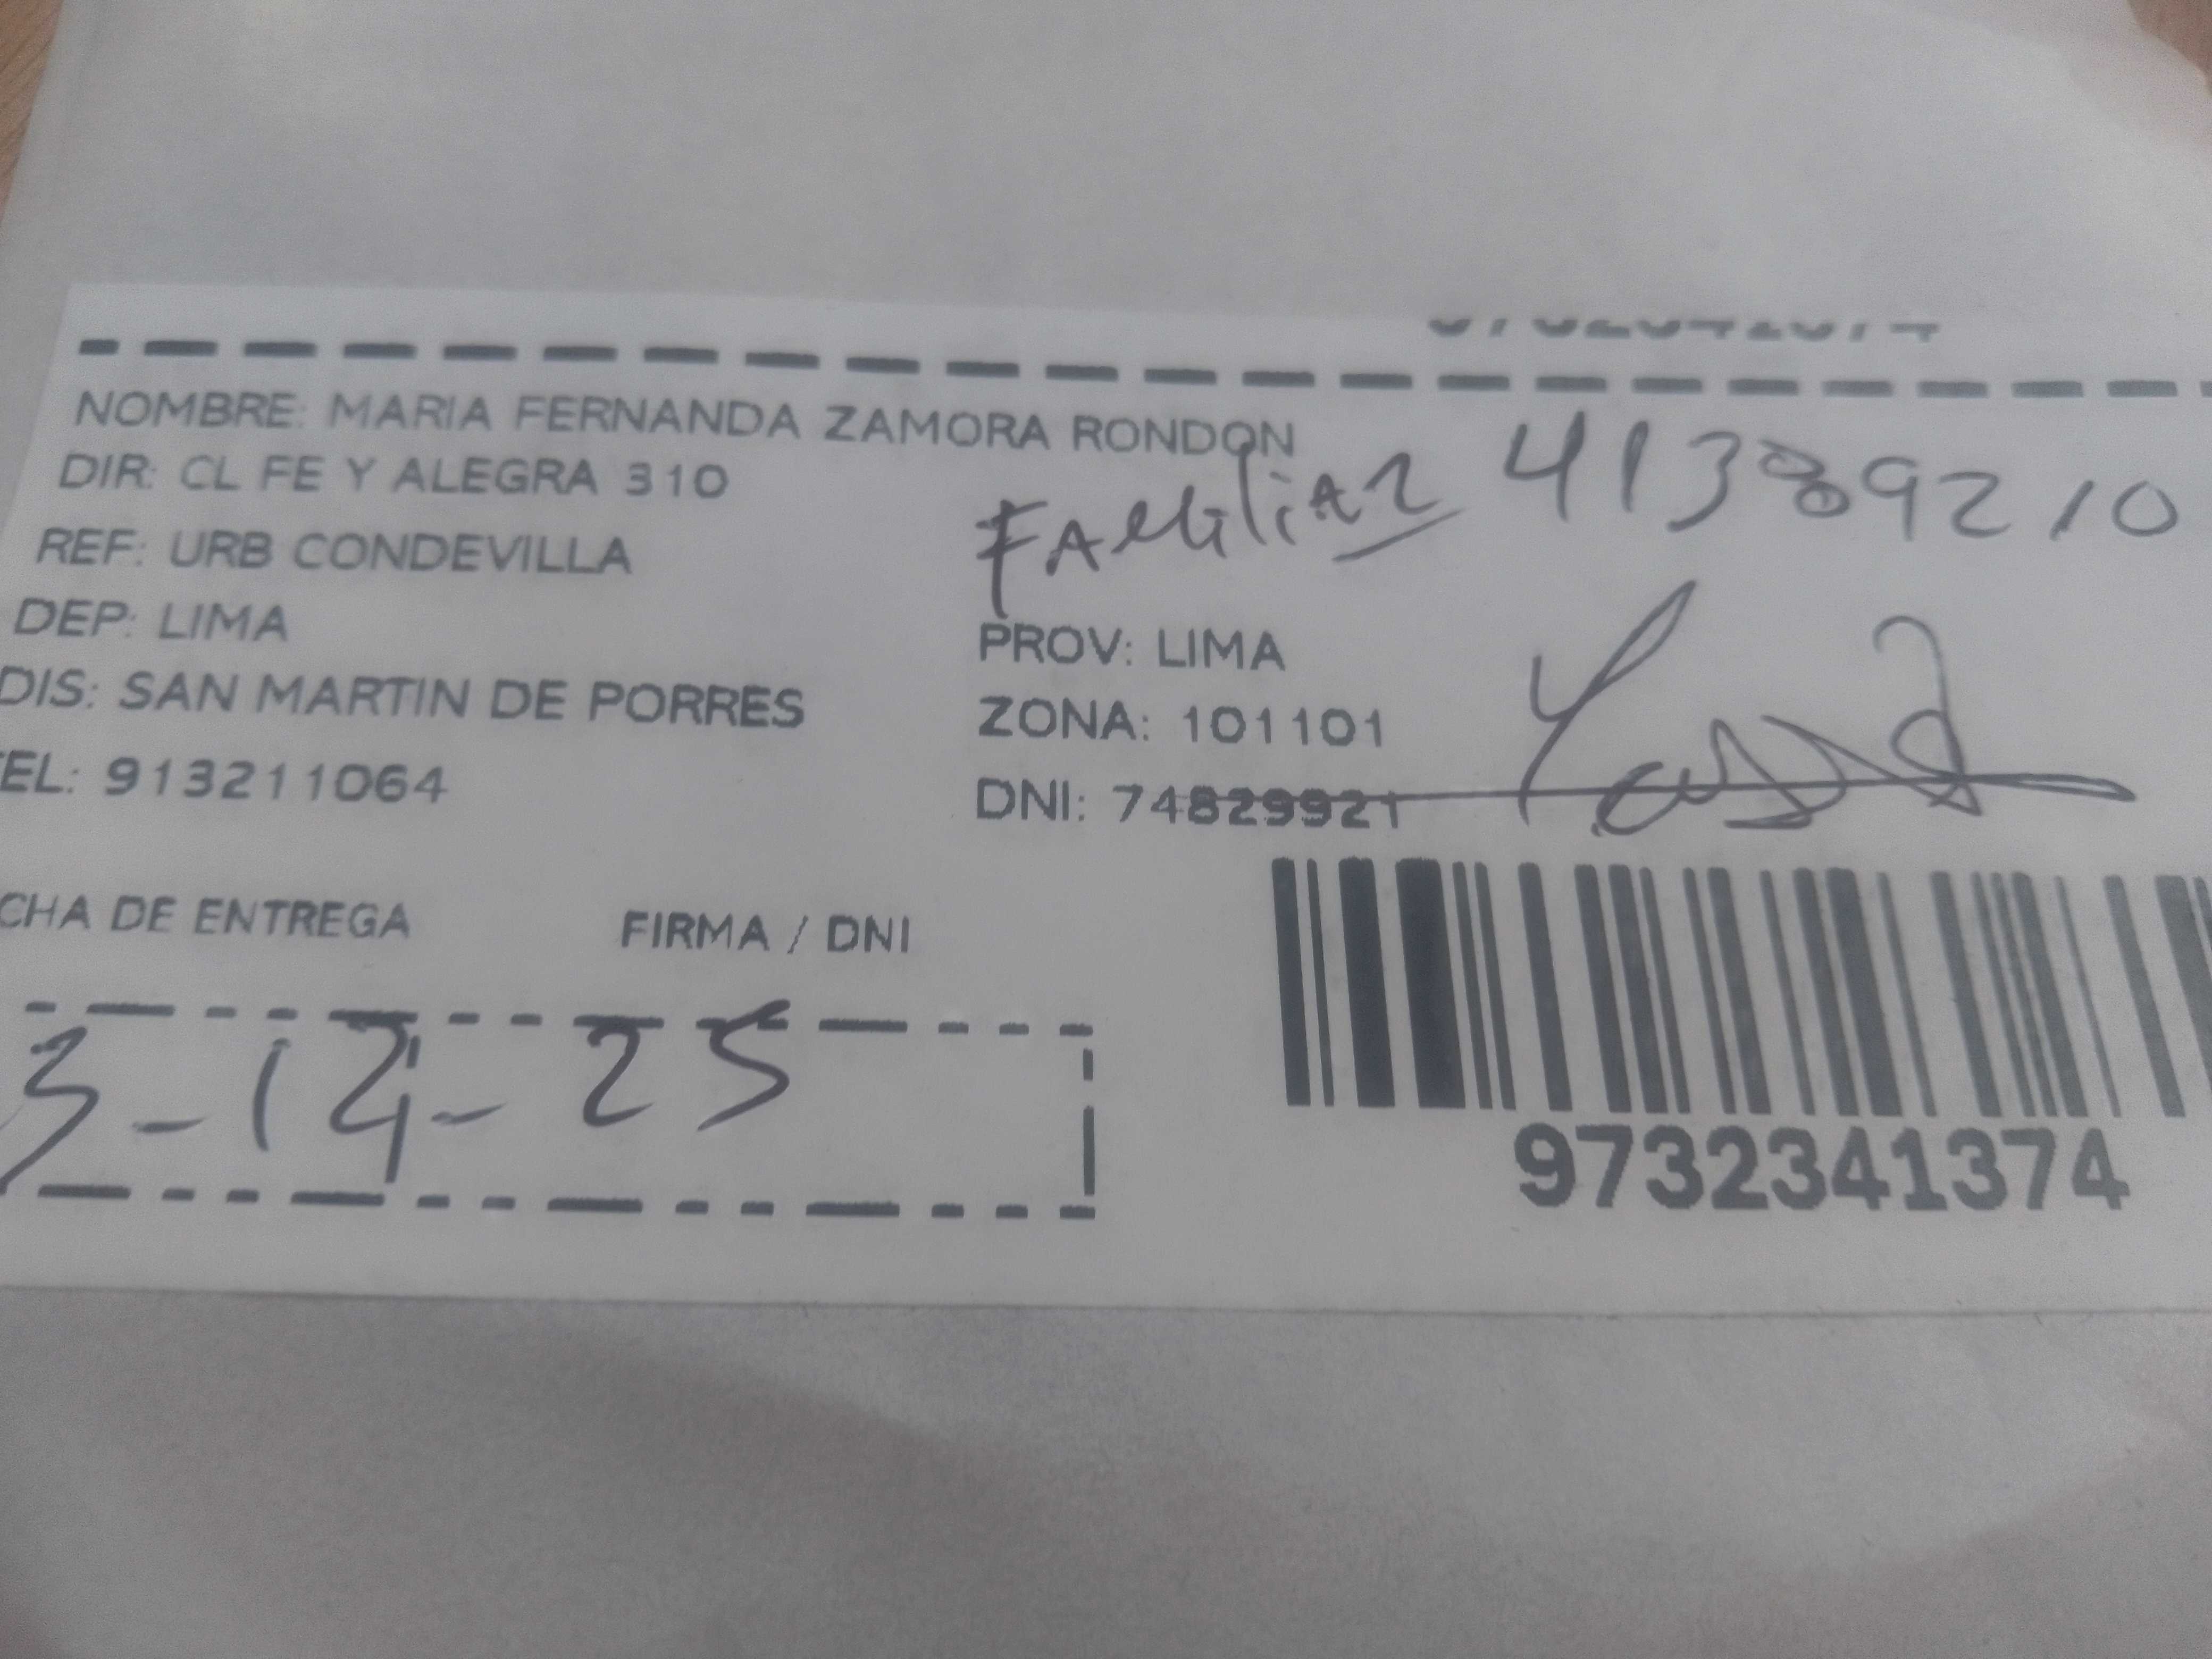 NOMBRE: MARIA FERNANDA ZAMORA RONDON
DIR: CL FE Y ALEGRA 310
FAMiliAR
REF: URB CONDEVILLA
DEP: LIMA
PROV: LIMA
DIS: SAN MARTIN DE PORRES
ZONA: 101101
EL: 913211064
DNI: 74829921
CHA DE ENTREGA
FIRMA / DNI
3-12-25
9732341374